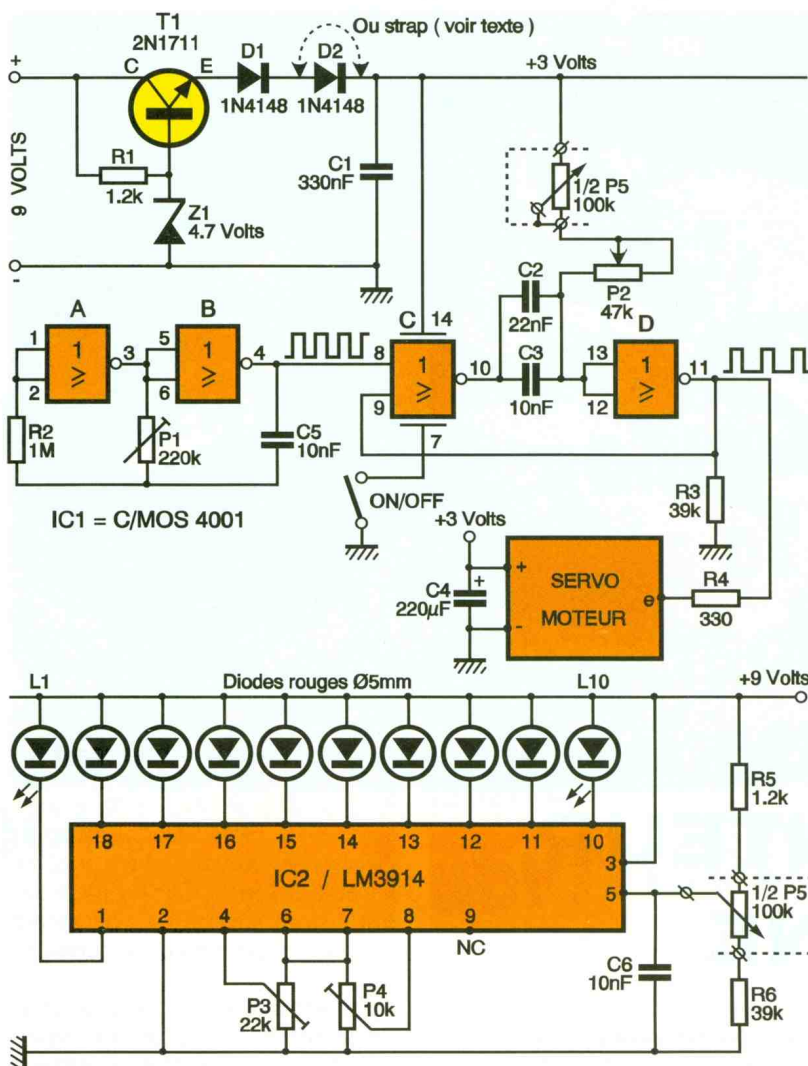 T1
2N1711
Ou strap ( voir texte )
C
E
D1
D2
1N4148
1N4148
+3 Volts
+
9 VOLTS
-
R1
1.2k
Z1
4.7 Volts
C1
330nF
1/2 P5
100k
P2
47k
C2
22nF
C3
10nF
A
1
≥
1
2
3
B
1
≥
5
6
4
C
1
≥
14
8
9
7
10
D
1
≥
13
12
11
R2
1M
P1
220k
C5
10nF
ON/OFF
IC1 = C/MOS 4001
R3
39k
+3 Volts
C4
220µF
+
+
-
SERVO
MOTEUR
e
R4
330
L1
Diodes rouges Ø5mm
L10
+9 Volts
18 17 16 15 14 13 12 11 10
IC2 / LM3914
3
5
1 2 4 6 7 8 9
NC
P3
22k
P4
10k
C6
10nF
R5
1.2k
1/2 P5
100k
R6
39k